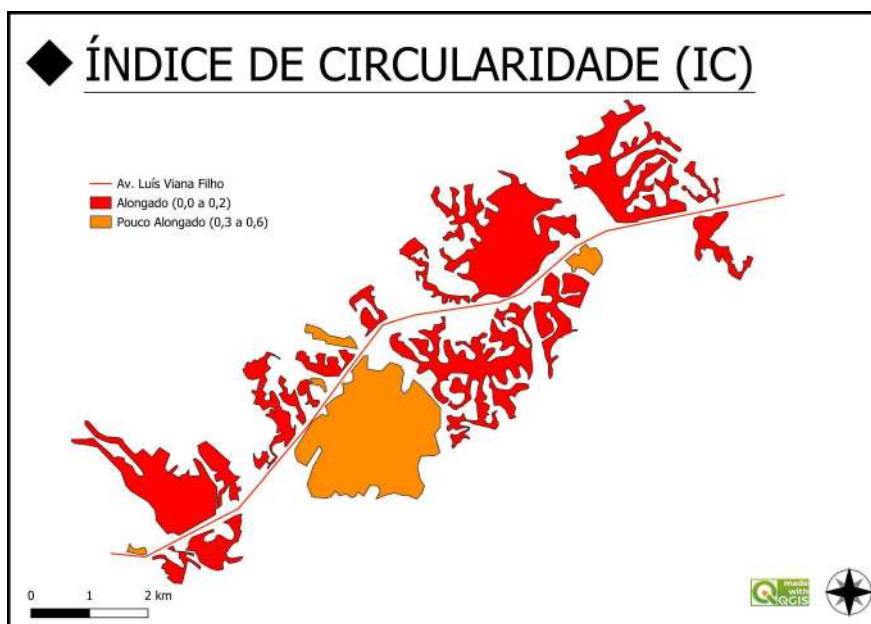 ÍNDICE DE CIRCULARIDADE (IC)
Av. Luís Viana Filho
Alongado (0,0 a 0,2)
Pouco Alongado (0,3 a 0,6)
0 1 2 km
made
with
QGIS